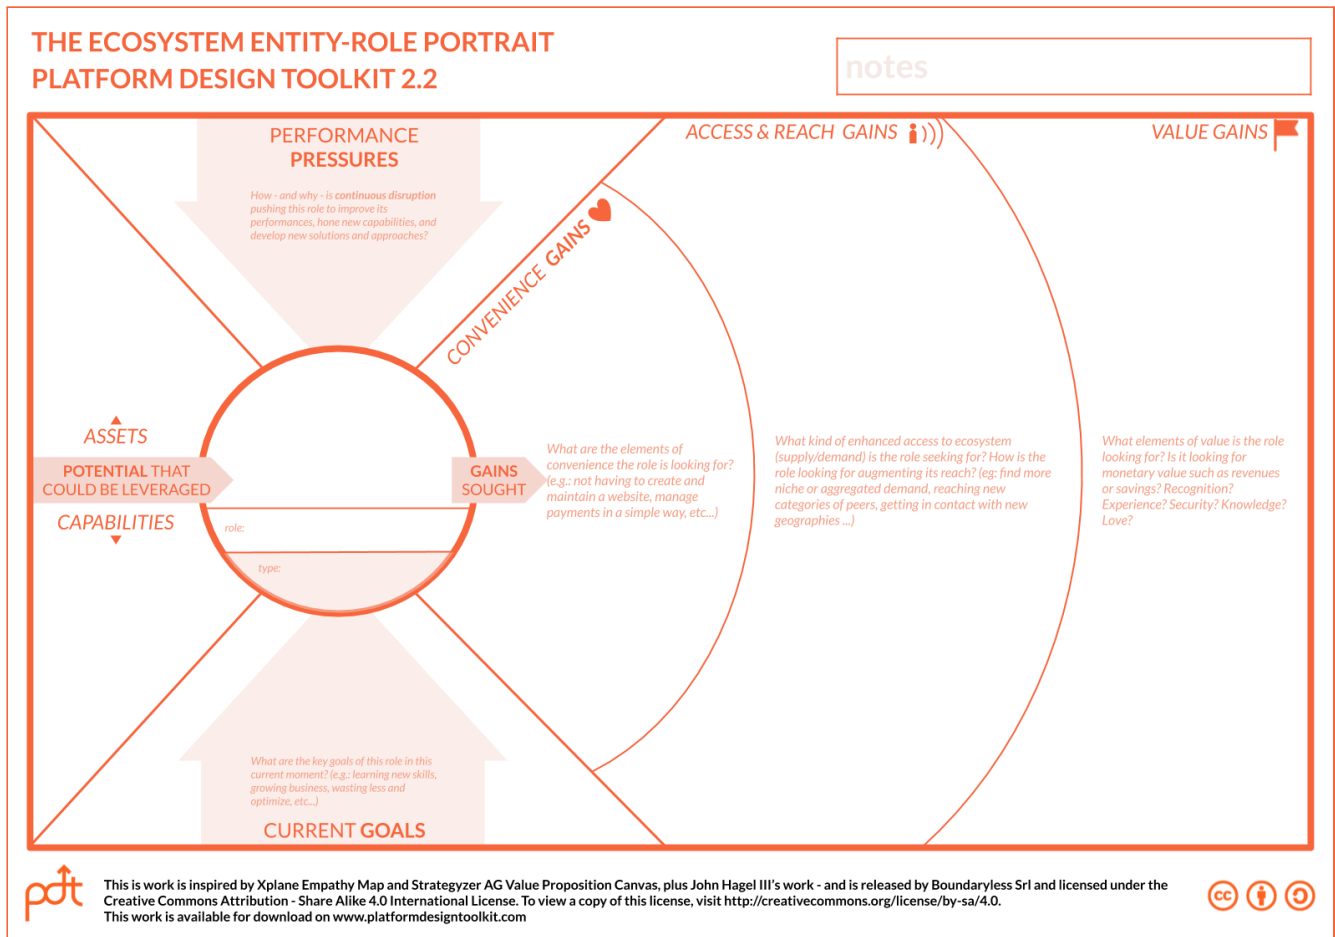 THE ECOSYSTEM ENTITY-ROLE PORTRAIT
PLATFORM DESIGN TOOLKIT 2.2
notes
PERFORMANCE
PRESSURES
How - and why - is continuous disruption
pushing this role to improve its
performances, hone new capabilities, and
develop new solutions and approaches?
ACCESS & REACH GAINS
VALUE GAINS
CONVENIENCE GAINS
ASSETS
POTENTIAL THAT
COULD BE LEVERAGED
CAPABILITIES
role:
type:
GAINS
SOUGHT
What are the elements of
convenience the role is looking for?
(e.g.: not having to create and
maintain a website, manage
payments in a simple way, etc...)
What kind of enhanced access to ecosystem
(supply/demand) is the role seeking for? How is the
role looking for augmenting its reach? (eg: find more
niche or aggregated demand, reaching new
categories of peers, getting in contact with new
geographies ...)
What elements of value is the role
looking for? Is it looking for
monetary value such as revenues
or savings? Recognition?
Experience? Security? Knowledge?
Love?
What are the key goals of this role in this
current moment? (e.g.: learning new skills,
growing business, wasting less and
optimize, etc...)
CURRENT GOALS
pdt
This is work is inspired by Xplane Empathy Map and Strategyzer AG Value Proposition Canvas, plus John Hagel III's work - and is released by Boundaryless Srl and licensed under the
Creative Commons Attribution - Share Alike 4.0 International License. To view a copy of this license, visit http://creativecommons.org/license/by-sa/4.0.
This work is available for download on www.platformdesigntoolkit.com
cc